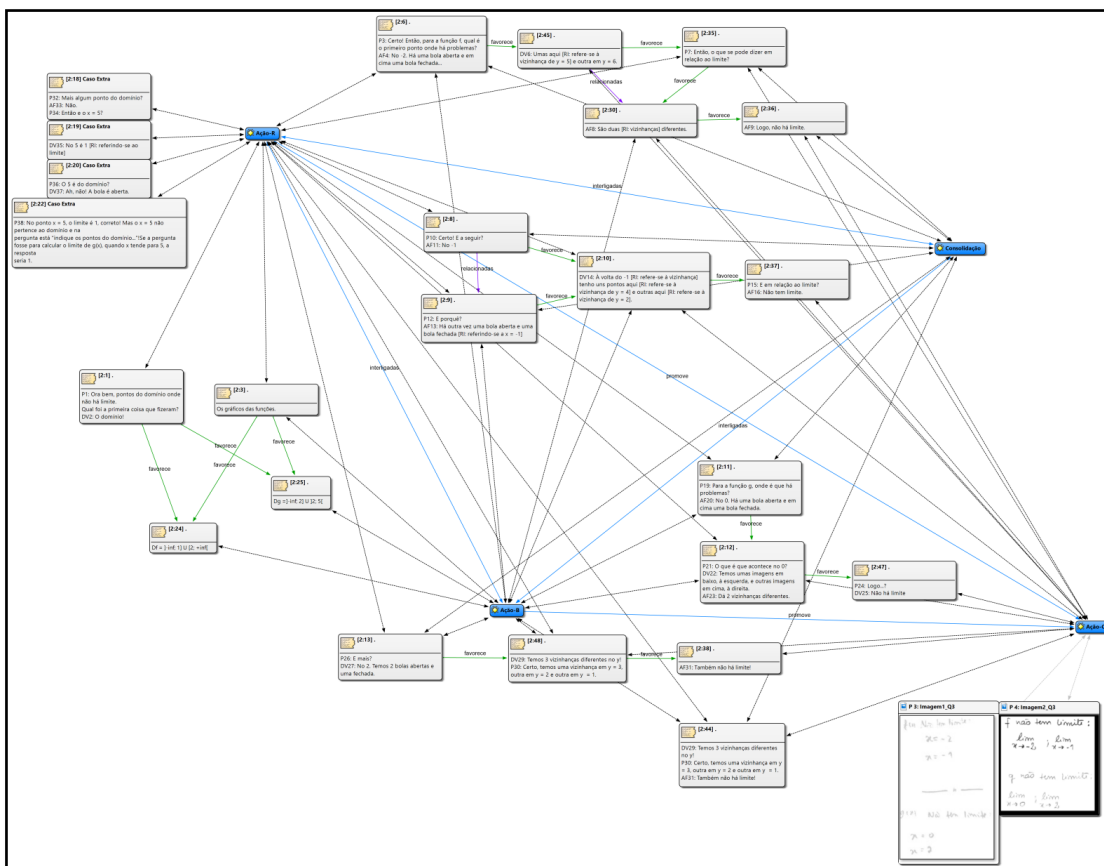 [2:6] .
P3: Certo! Então, para a função f, qual é
o primeiro ponto onde há problemas?
AF4: No -2. Há uma bola aberta e em
cima uma bola fechada...
favorece
[2:45] .
DV6: Umas aqui [RI: refere-se à
vizinhança de y = 5] e outra em y = 6.
favorece
[2:35] .
P7: Então, o que se pode dizer em
relação ao limite?
favorece
relacionadas
[2:30] .
AF8: São duas [RI: vizinhanças] diferentes.
favorece
[2:36] .
AF9: Logo, não há limite.
[2:18] Caso Extra
P32: Mais algum ponto do domínio?
AF33: Não.
P34: Então e o x = 5?
[2:19] Caso Extra
DV35: No 5 é 1 [RI: referindo-se ao
limite]
[2:20] Caso Extra
P36: O 5 é do domínio?
DV37: Ah, não! A bola é aberta.
[2:22] Caso Extra
P38: No ponto x = 5, o limite é 1, correto! Mas o x = 5 não
pertence ao domínio e na
pergunta está "indique os pontos do domínio..."!Se a pergunta
fosse para calcular o limite de g(x), quando x tende para 5, a
resposta
seria 1.
Ação-R
interligadas
Consolidação
[2:8] .
P10: Certo! E a seguir?
AF11: No -1
favorece
relacionadas
[2:10] .
DV14: À volta do -1 [RI: refere-se à vizinhança]
tenho uns pontos aqui [RI: refere-se à
vizinhança de y = 4] e outras aqui [RI: refere-se à
vizinhança de y = 2].
favorece
[2:37] .
P15: E em relação ao limite?
AF16: Não tem limite.
[2:9] .
P12: E porquê?
AF13: Há outra vez uma bola aberta e uma
bola fechada [RI: referindo-se a x = -1]
favorece
interligadas
promove
interligadas
[2:1] .
P1: Ora bem, pontos do domínio onde
não há limite.
Qual foi a primeira coisa que fizeram?
DV2: O domínio!
[2:3] .
Os gráficos das funções.
favorece
favorece
favorece
favorece
[2:25] .
Dg =]-inf; 2] U ]2; 5[
[2:24] .
Df = ]-inf; 1] U [2; +inf[
[2:11] .
P19: Para a função g, onde é que há
problemas?
AF20: No 0. Há uma bola aberta e em
cima uma bola fechada.
favorece
[2:12] .
P21: O que é que acontece no 0?
DV22: Temos umas imagens em
baixo, à esquerda, e outras imagens
em cima, à direita.
AF23: Dá 2 vizinhanças diferentes.
favorece
[2:47] .
P24: Logo...?
DV25: Não há limite
Ação-B
promove
Ação-C
[2:13] .
P26: E mais?
DV27: No 2. Temos 2 bolas abertas e
uma fechada.
favorece
[2:48] .
DV29: Temos 3 vizinhanças diferentes no y!
P30: Certo, temos uma vizinhança em y = 3,
outra em y = 2 e outra em y = 1.
favorece
[2:38] .
AF31: Também não há limite!
[2:44] .
DV29: Temos 3 vizinhanças diferentes
no y!
P30: Certo, temos uma vizinhança em y
= 3, outra em y = 2 e outra em y = 1.
AF31: Também não há limite!
P 3: Imagem1_Q3
x = -2
x = -1
não tem limite:
x = 0
x = 2
P 4: Imagem2_Q3
f não tem limite:
lim x→-2 ; lim x→-1
y não tem limite:
lim x→0 ; lim x→2